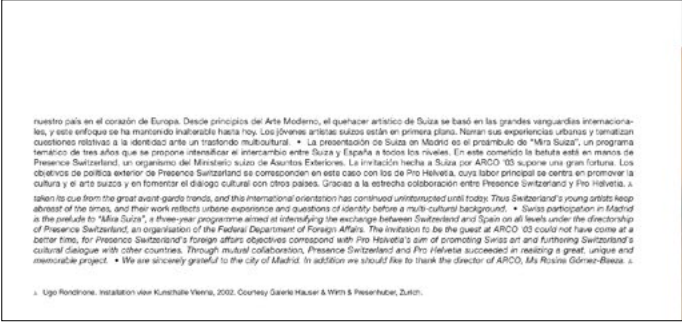 nuestro país en el corazón de Europa. Desde principios del Arte Moderno, el quehacer artístico de Suiza se basó en las grandes vanguardias internaciona-
les, y este enfoque se ha mantenido inalterable hasta hoy. Los jóvenes artistas suizos están en primera plana. Narran sus experiencias urbanas y tematizan
cuestiones relativas a la identidad ante un trasfondo multicultural. • La presentación de Suiza en Madrid es el preámbulo de "Mira Suiza", un programa
temático de tres años que se propone intensificar el intercambio entre Suiza y España a todos los niveles. En este cometido la batuta está en manos de
Presence Switzerland, un organismo del Ministerio suizo de Asuntos Exteriores. La invitación hecha a Suiza por ARCO '03 supone una gran fortuna. Los
objetivos de política exterior de Presence Switzerland se corresponden en este caso con los de Pro Helvetia, cuya labor principal se centra en promover la
cultura y el arte suizos y en fomentar el diálogo cultural con otros países. Gracias a la estrecha colaboración entre Presence Switzerland y Pro Helvetia.
taken its cue from the great avant-garde trends, and this international orientation has continued uninterrupted until today. Thus Switzerland's young artists keep
abreast of the times, and their work reflects urbane experience and questions of identity before a multi-cultural background. • Swiss participation in Madrid
is the prelude to "Mira Suiza", a three-year programme aimed at intensifying the exchange between Switzerland and Spain on all levels under the directorship
of Presence Switzerland, an organisation of the Federal Department of Foreign Affairs. The invitation to be the guest at ARCO '03 could not have come at a
better time, for Presence Switzerland's foreign affairs objectives correspond with Pro Helvetia's aim of promoting Swiss art and furthering Switzerland's
cultural dialogue with other countries. Through mutual collaboration, Presence Switzerland and Pro Helvetia succeeded in realizing a great, unique and
memorable project. • We are sincerely grateful to the city of Madrid. In addition we should like to thank the director of ARCO, Ms Rosina Gómez-Baeza.
Ugo Rondinone. Installation view Kunsthalle Vienna, 2002. Courtesy Galerie Hauser & Wirth & Presenhuber, Zurich.